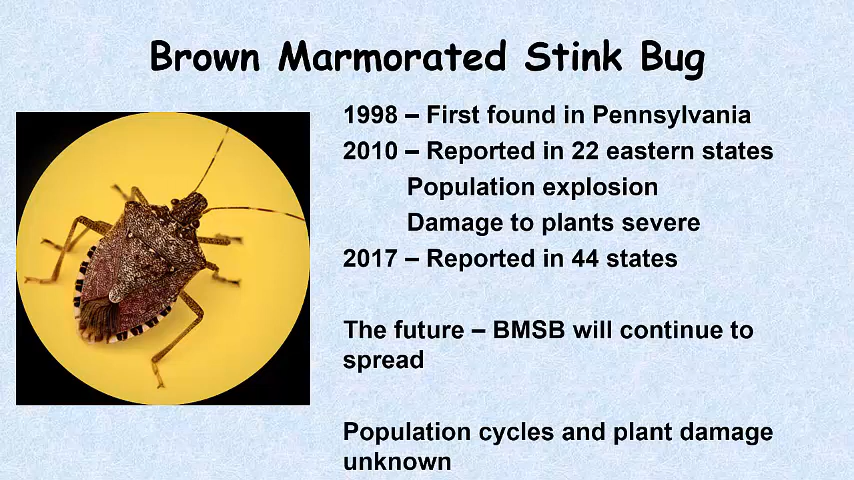 Brown Marmorated Stink Bug
1998 – First found in Pennsylvania
2010 – Reported in 22 eastern states
Population explosion
Damage to plants severe
2017 – Reported in 44 states
The future – BMSB will continue to
spread
Population cycles and plant damage
unknown